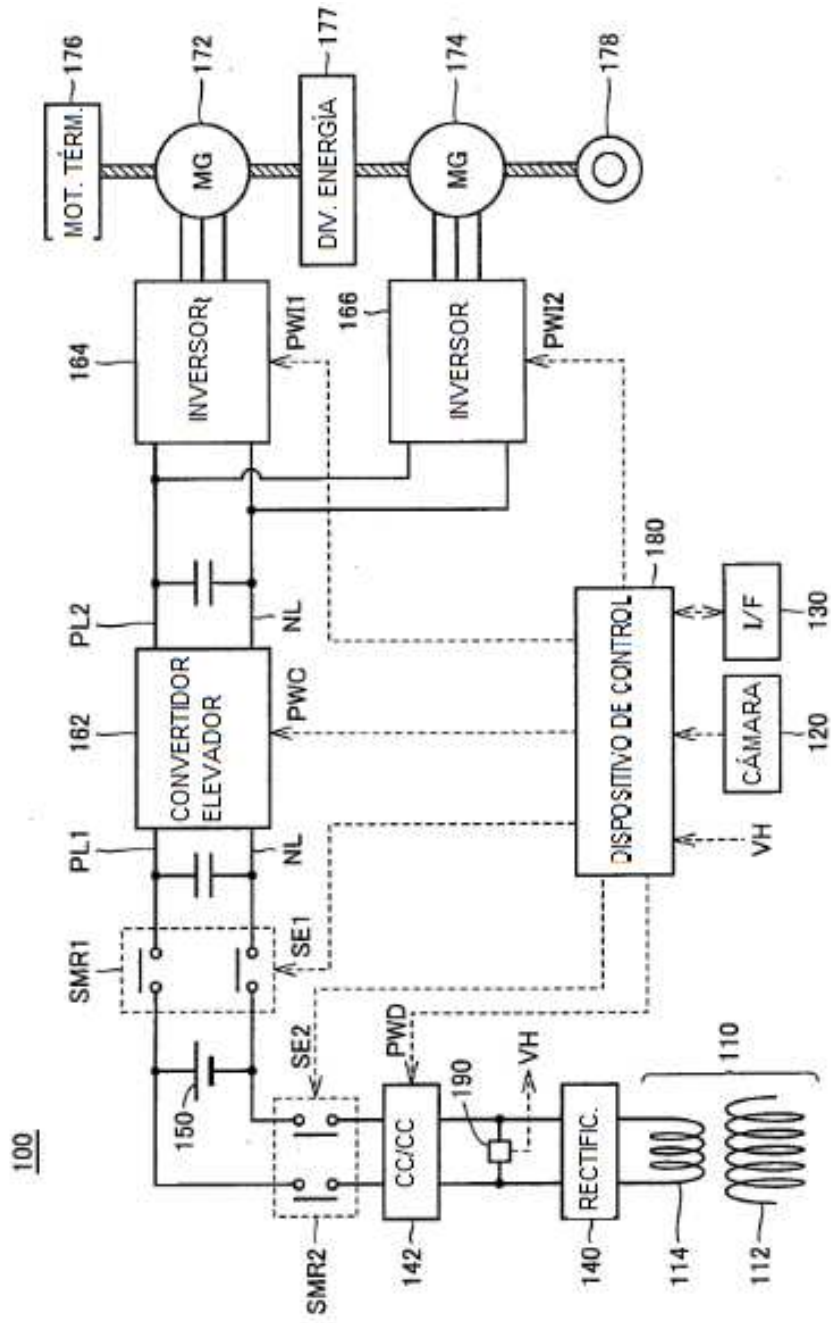 100
SMR1
PL1
162
PL2
164
176
172
177
174
178
MOT. TÉRM.
MG
DIV. ENERGÍA
MG
INVERSOR
INVERSOR
166
PWI1
PWI2
CONVERTIDOR
ELEVADOR
NL
NL
PWC
150
SE1
SE2
SMR2
PWD
CC/CC
142
190
VH
RECTIFIC.
140
114
112
110
180
DISPOSITIVO DE CONTROL
VH
CÁMARA
120
I/F
130